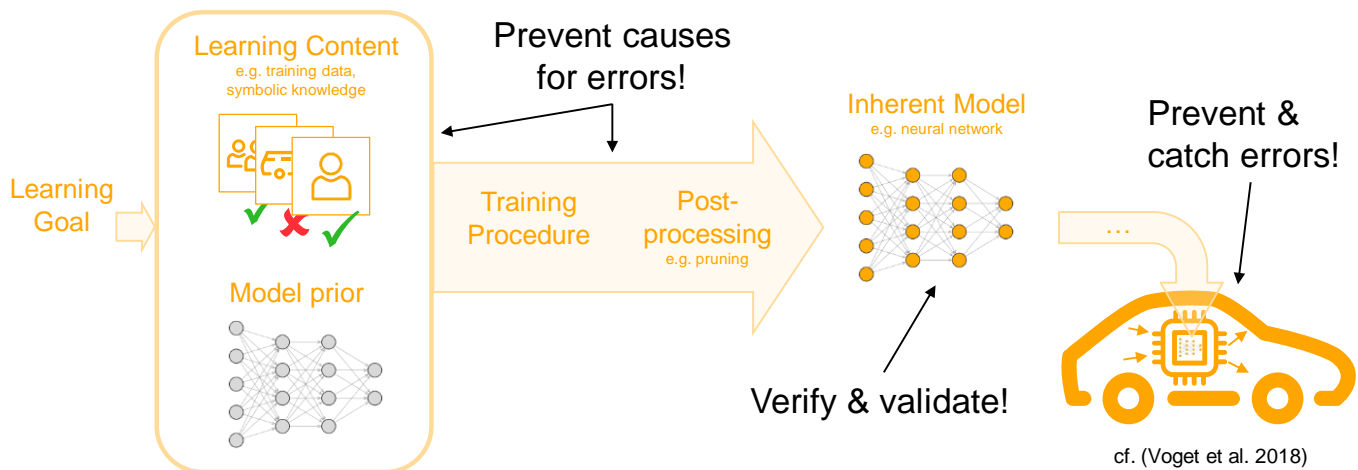 Learning
Goal
Learning Content
e.g. training data,
symbolic knowledge
Model prior
Prevent causes
for errors!
Training
Procedure
Post-
processing
e.g. pruning
Inherent Model
e.g. neural network
Verify & validate!
...
Prevent &
catch errors!
cf. (Voget et al. 2018)